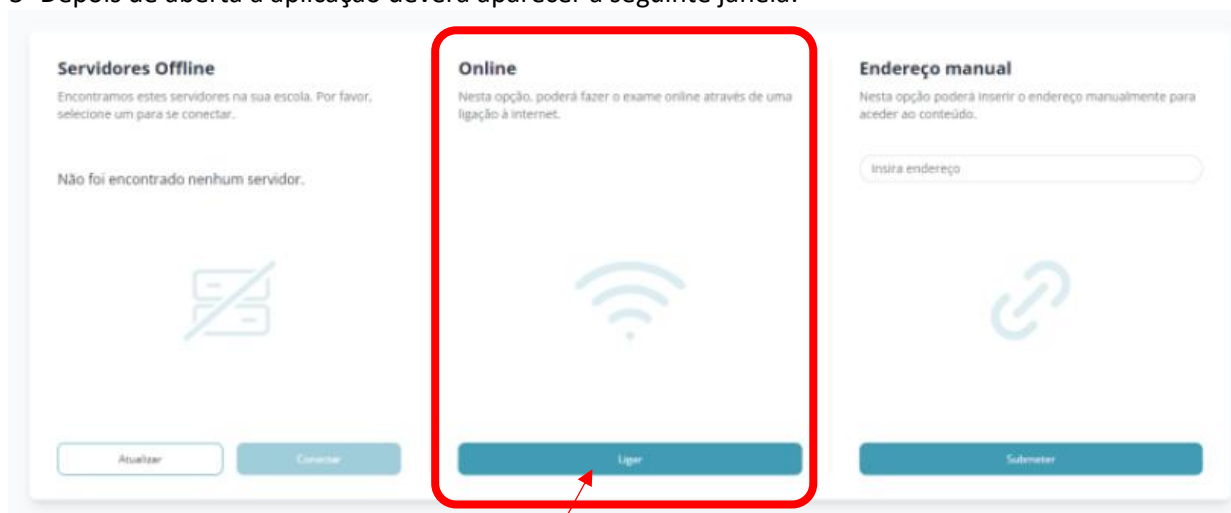 Depois de aberta a aplicação deverá aparecer a seguinte janela:
Servidores Offline
Encontramos estes servidores na sua escola. Por favor,
selecione um para se conectar.
Não foi encontrado nenhum servidor.
Atualizar
Conectar
Online
Nesta opção, poderá fazer o exame online através de uma
ligação à internet.
Ligar
Endereço manual
Nesta opção poderá inserir o endereço manualmente para
aceder ao conteúdo.
Insira endereço
Submeter